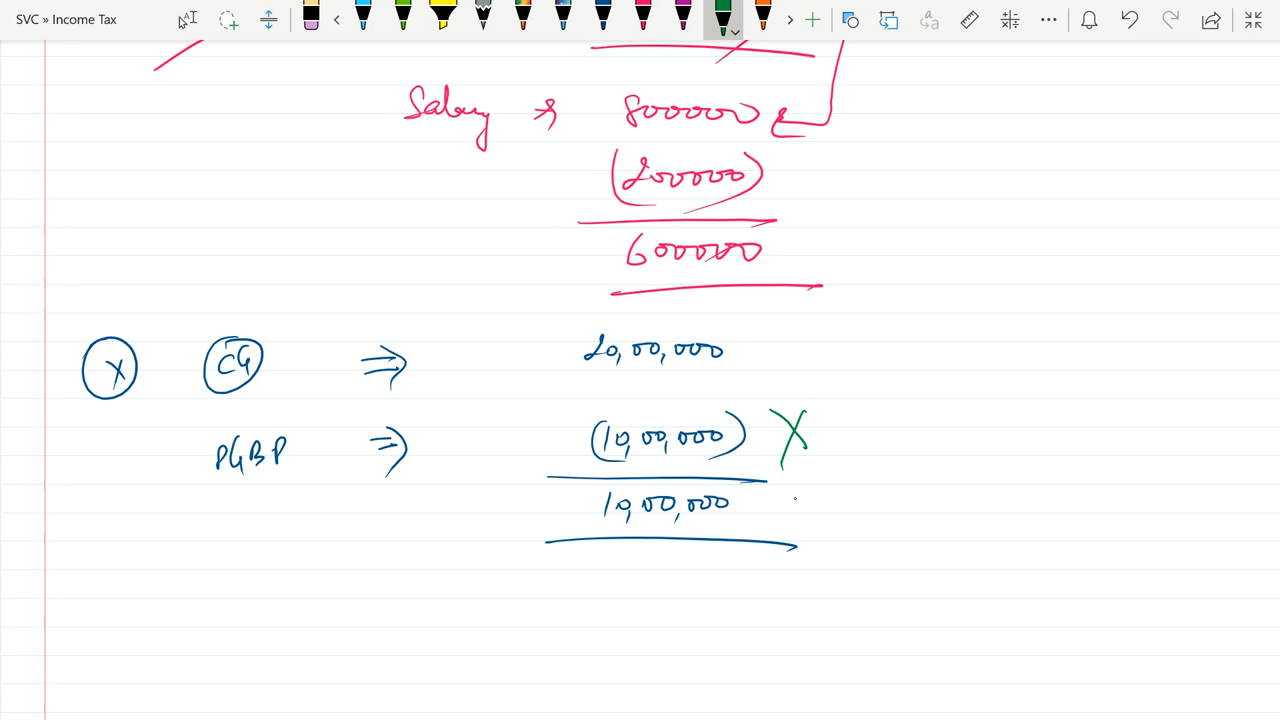 SVC » Income Tax
Salary * 800000
(200000)
600000
X CG ⇒ 20,00,000
PGBP ⇒ (10,00,000) X
10,00,000